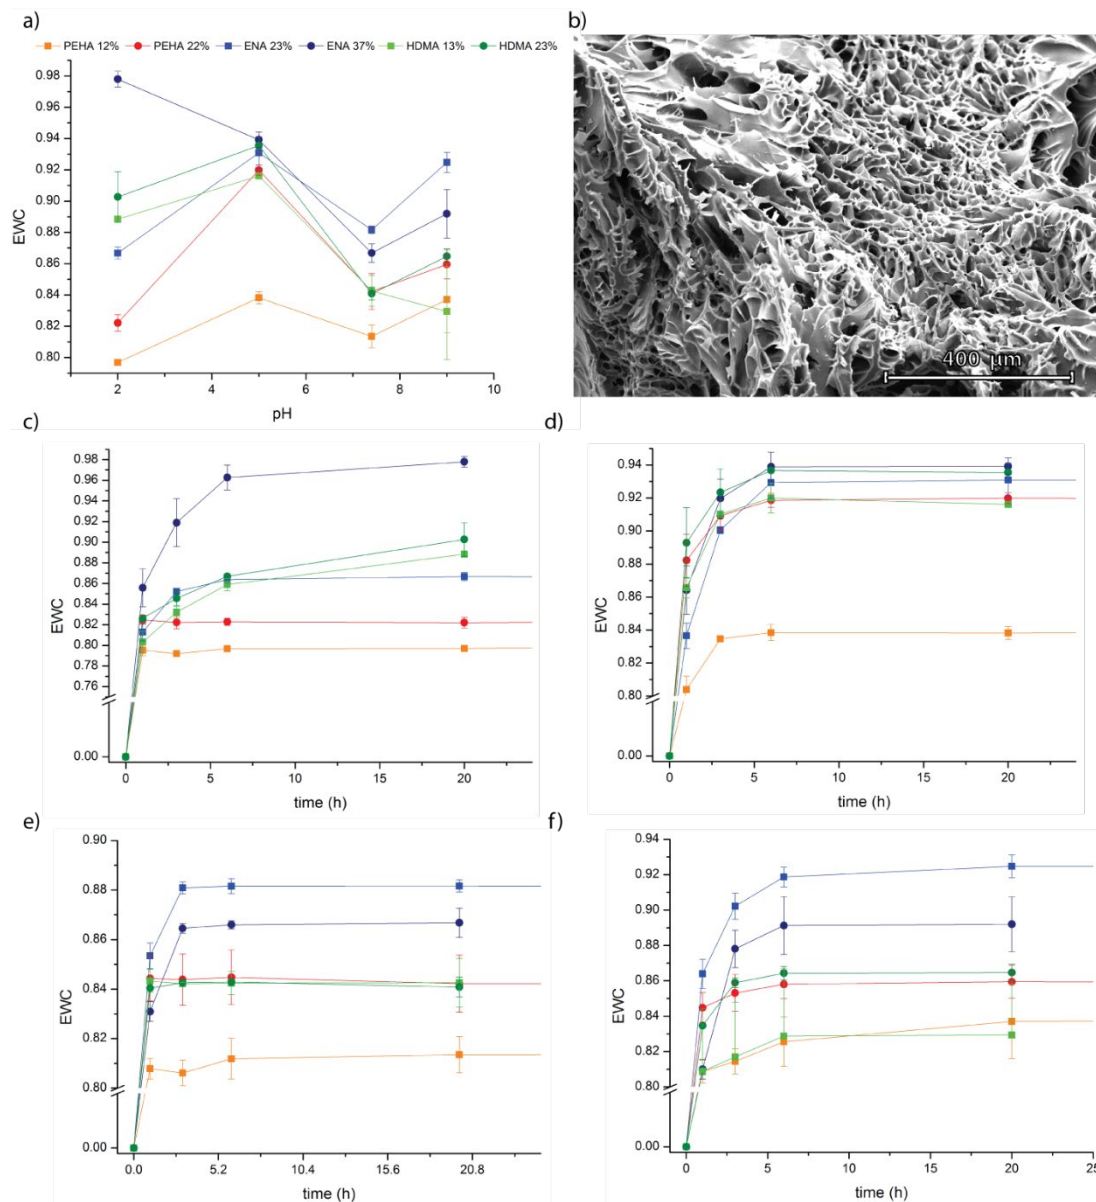 a)
PEHA 12% PEHA 22% ENA 23% ENA 37% HDMA 13% HDMA 23%
0.98
0.96
0.94
0.92
0.90
0.88
0.86
0.84
0.82
0.80
EWC
2 4 6 8 10
pH
b)
400 µm
c)
0.98
0.96
0.94
0.92
0.90
0.88
0.86
0.84
0.82
0.80
0.78
0.76
0.00
EWC
0 5 10 15 20
time (h)
d)
0.94
0.92
0.90
0.88
0.86
0.84
0.82
0.80
0.00
EWC
0 5 10 15 20
time (h)
e)
0.90
0.88
0.86
0.84
0.82
0.80
0.00
EWC
0.0 5.2 10.4 15.6 20.8
time (h)
f)
0.94
0.92
0.90
0.88
0.86
0.84
0.82
0.80
0.00
EWC
0 5 10 15 20 25
time (h)